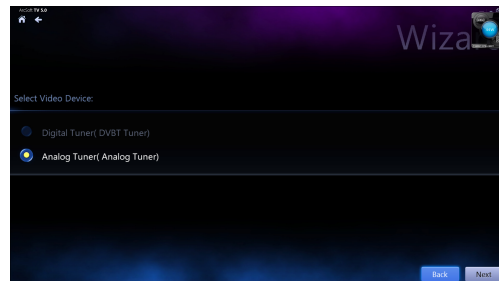 ArcSoft TV 5.0
Wiza
Select Video Device:
Digital Tuner( DVBT Tuner)
Analog Tuner( Analog Tuner)
Back
Next